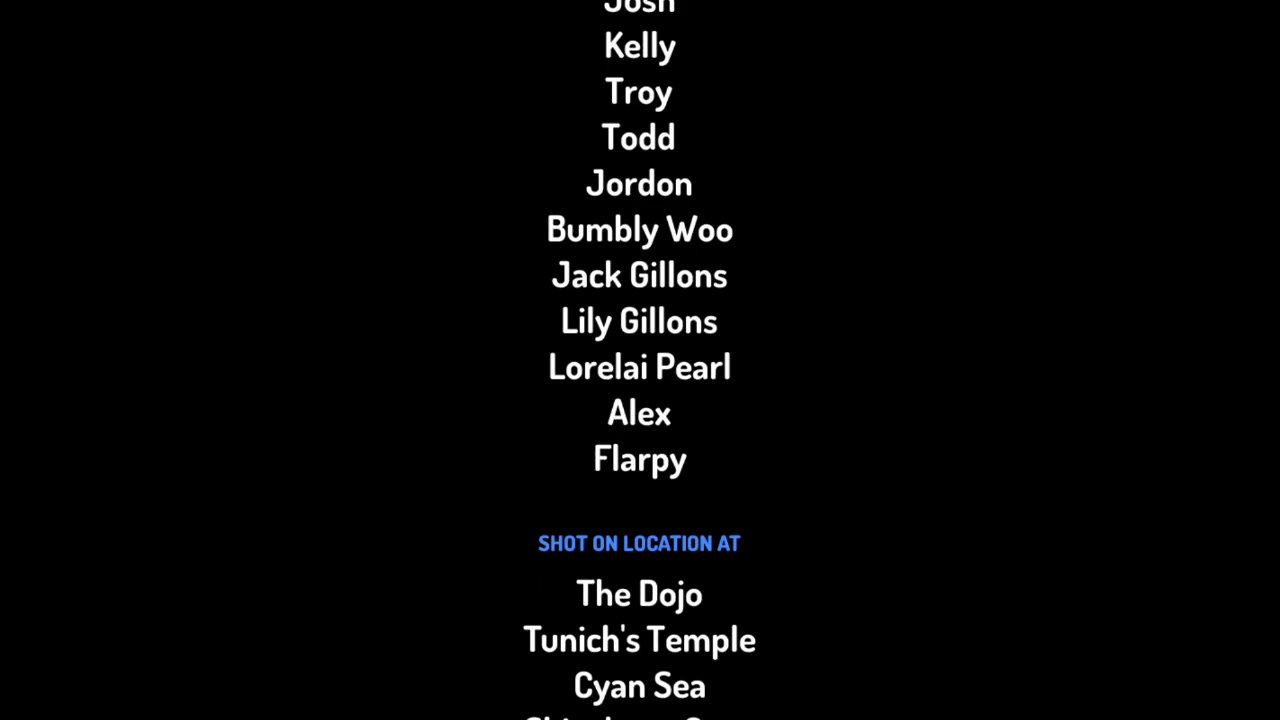 Josh
Kelly
Troy
Todd
Jordon
Bumbly Woo
Jack Gillons
Lily Gillons
Lorelai Pearl
Alex
Flarpy
SHOT ON LOCATION AT
The Dojo
Tunich's Temple
Cyan Sea